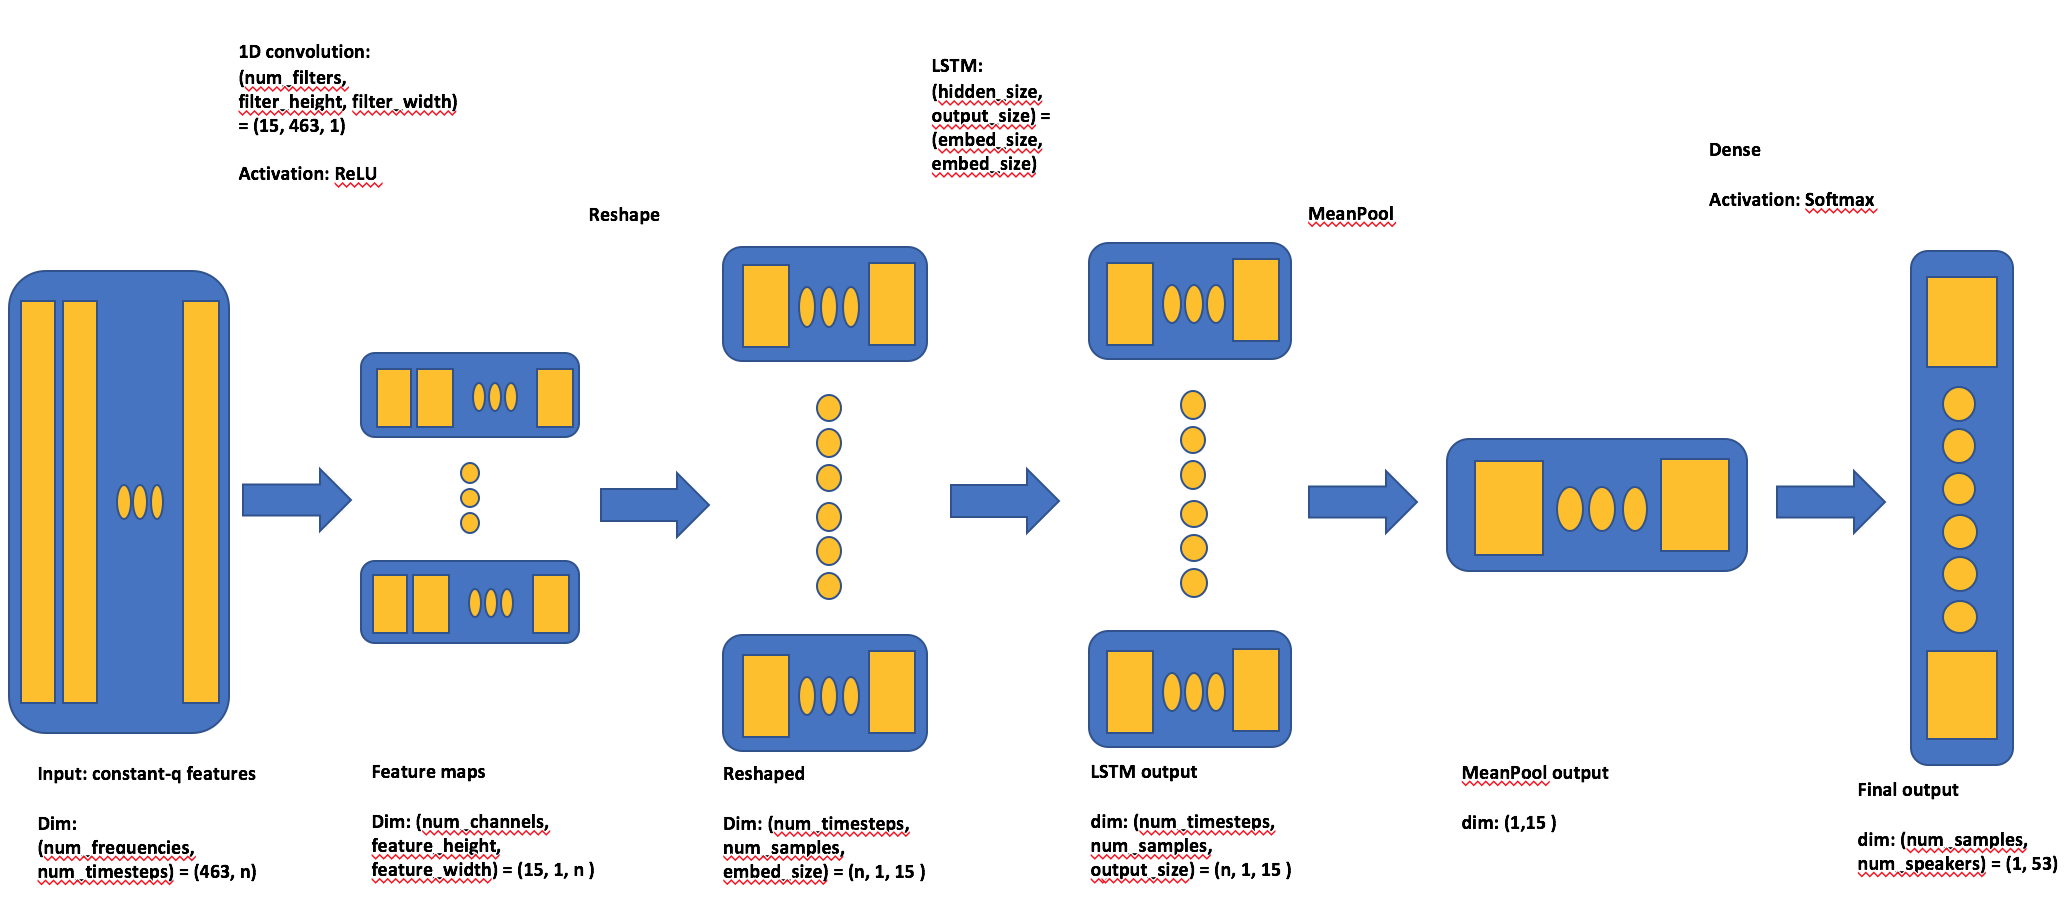 1D convolution:
(num_filters,
filter_height, filter_width)
= (15, 463, 1)
Activation: ReLU
Reshape
LSTM:
(hidden_size,
output_size) =
(embed_size,
embed_size)
MeanPool
Dense
Activation: Softmax
Input: constant-q features
Dim:
(num_frequencies,
num_timesteps) = (463, n)
Feature maps
Dim: (num_channels,
feature_height,
feature_width) = (15, 1, n )
Reshaped
Dim: (num_timesteps,
num_samples,
embed_size) = (n, 1, 15 )
LSTM output
dim: (num_timesteps,
num_samples,
output_size) = (n, 1, 15 )
MeanPool output
dim: (1,15 )
Final output
dim: (num_samples,
num_speakers) = (1, 53)